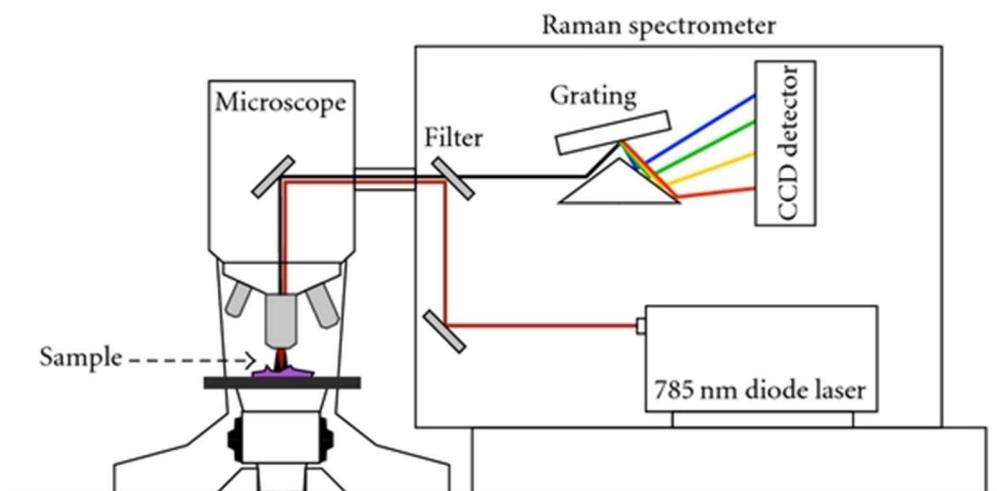 Raman spectrometer
Microscope
Grating
Filter
CCD detector
Sample
785 nm diode laser